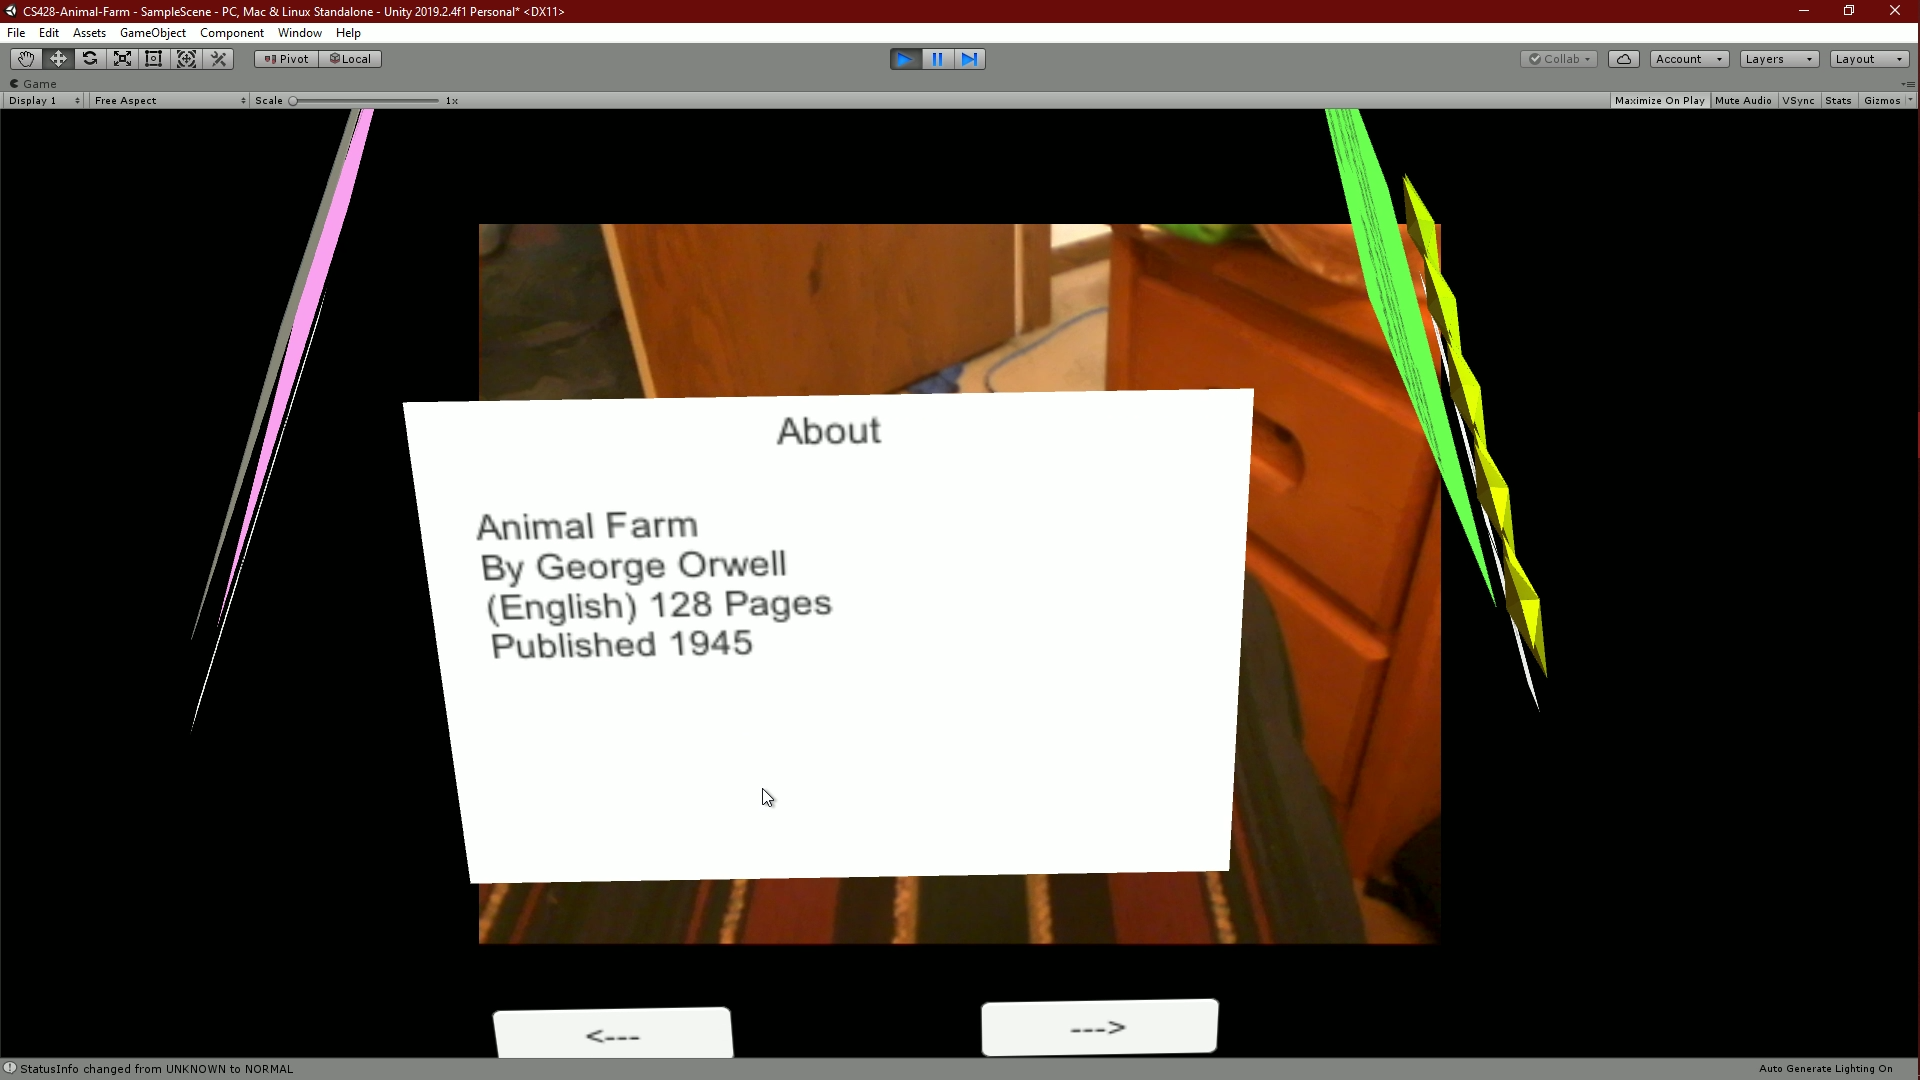 CS428-Animal-Farm - SampleScene - PC, Mac & Linux Standalone - Unity 2019.2.4f1 Personal* <DX11>
File Edit Assets GameObject Component Window Help
Pivot Local Collab Account Layers Layout
Game
Display 1 Free Aspect Scale 1x Maximize On Play Mute Audio VSync Stats Gizmos
About
Animal Farm
By George Orwell
(English) 128 Pages
Published 1945
<--- --->
StatusInfo changed from UNKNOWN to NORMAL Auto Generate Lighting On